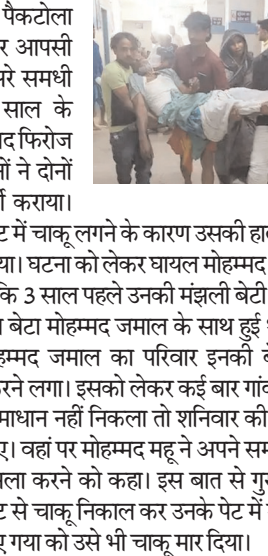 पैकटोला
र आपसी
सरे समधी
साल के
द फिरोज
ों ने दोनों
र्ती कराया।
ट में चाकू लगने के कारण उसकी हा
या। घटना को लेकर घायल मोहम्मद
कि 3 साल पहले उनकी मंझली बेटी
बेटा मोहम्मद जमाल के साथ हुई
हम्मद जमाल का परिवार इनकी बे
रने लगा। इसको लेकर कई बार गां
माधान नहीं निकला तो शनिवार की
ए। वहां पर मोहम्मद महू ने अपने सम
ला करने को कहा। इस बात से गु
ट से चाकू निकाल कर उनके पेट में
ए गया को उसे भी चाकू मार दिया।